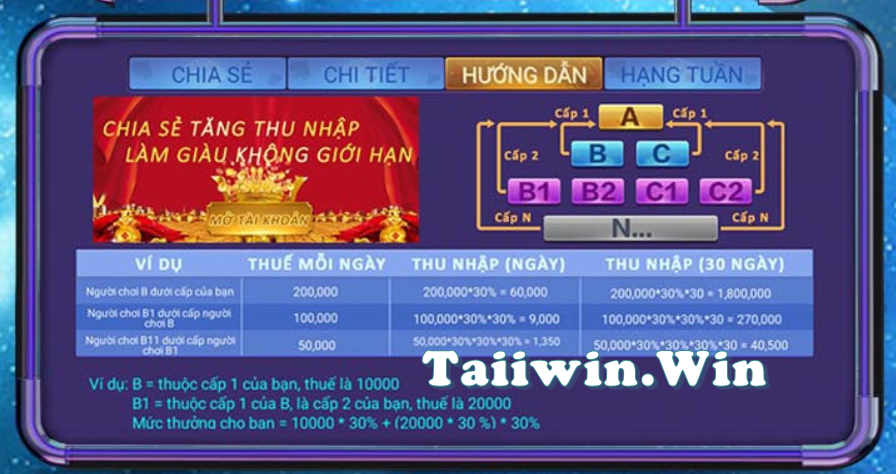 CHIA SẺ
CHI TIẾT
HƯỚNG DẪN
HẠNG TUẦN
CHIA SẺ TĂNG THU NHẬP
LÀM GIÀU KHÔNG GIỚI HẠN
MỞ TÀI KHOẢN
Cấp 1 A Cấp 1
Cấp 2 B C Cấp 2
B1 B2 C1 C2
Cấp N N... Cấp N
VÍ DỤ THUẾ MỖI NGÀY THU NHẬP (NGÀY) THU NHẬP (30 NGÀY)
Người chơi B dưới cấp của bạn 200,000 200,000*30% = 60,000 200,000*30%*30 = 1,800,000
Người chơi B1 dưới cấp người
chơi B 100,000 100,000*30%*30% = 9,000 100,000*30%*30%*30 = 270,000
Người chơi B11 dưới cấp người
chơi B1 50,000 50,000*30%*30%*30% = 1,350 50,000*30%*30%*30%*30 = 40,500
Taiiwin.Win
Ví dụ: B = thuộc cấp 1 của bạn, thuế là 10000
B1 = thuộc cấp 1 của B, là cấp 2 của bạn, thuế là 20000
Mức thưởng cho bạn = 10000 * 30% + (20000 * 30 %) * 30%